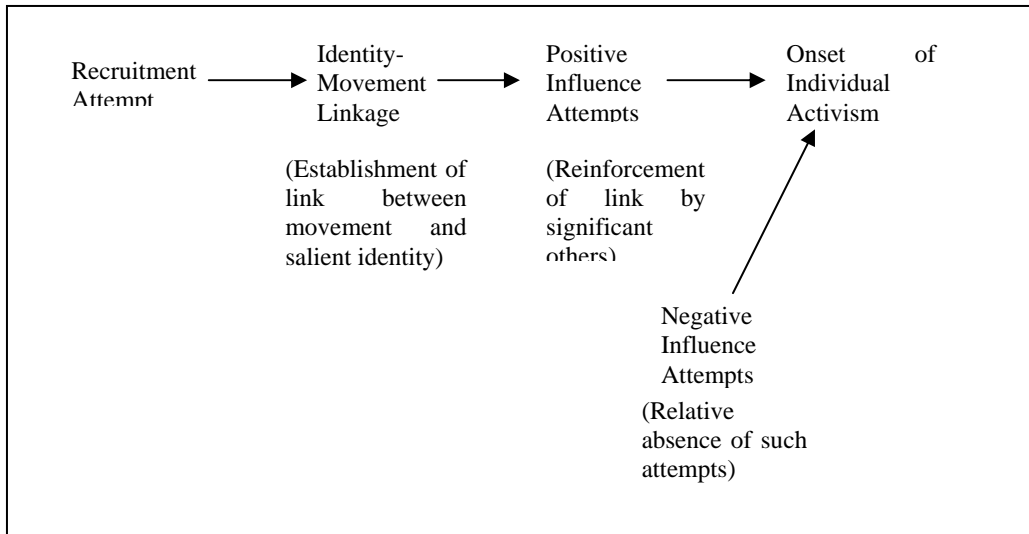 Recruitment
Attempt
Identity-
Movement
Linkage
(Establishment of
link between
movement and
salient identity)
Positive
Influence
Attempts
(Reinforcement
of link by
significant
others)
Onset of
Individual
Activism
Negative
Influence
Attempts
(Relative
absence of such
attempts)